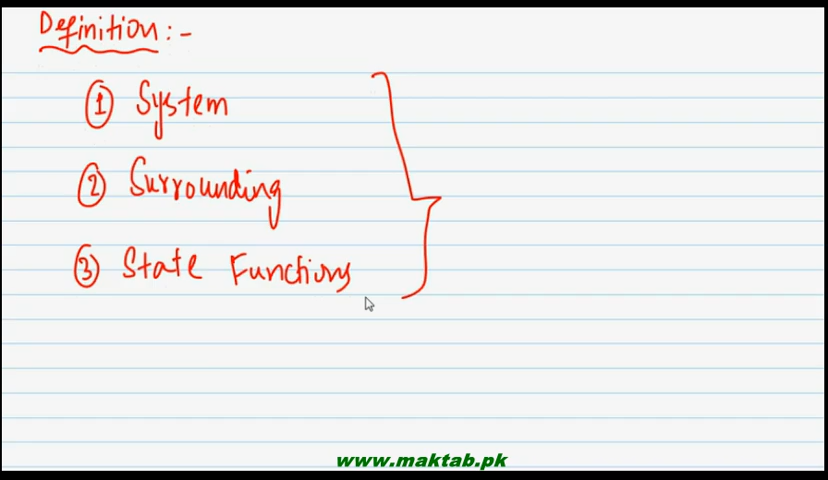 Definition :-
① System
② Surrounding
③ State Functions
www.maktab.pk